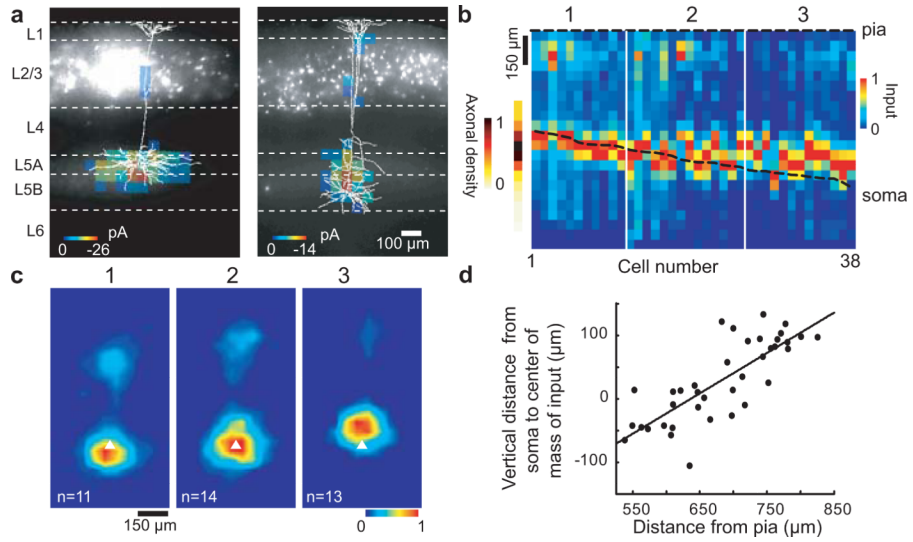 a
L1
L2/3
L4
L5A
L5B
L6
pA
0 -26
pA
0 -14
100 µm
b
1 2 3
150 µm
pia
Axonal density
1
0
Input
1
0
soma
1 Cell number 38
c
1 2 3
n=11 n=14 n=13
150 µm
0 1
d
Vertical distance from
soma to center of
mass of input (µm)
100
0
-100
550 650 750 850
Distance from pia (µm)